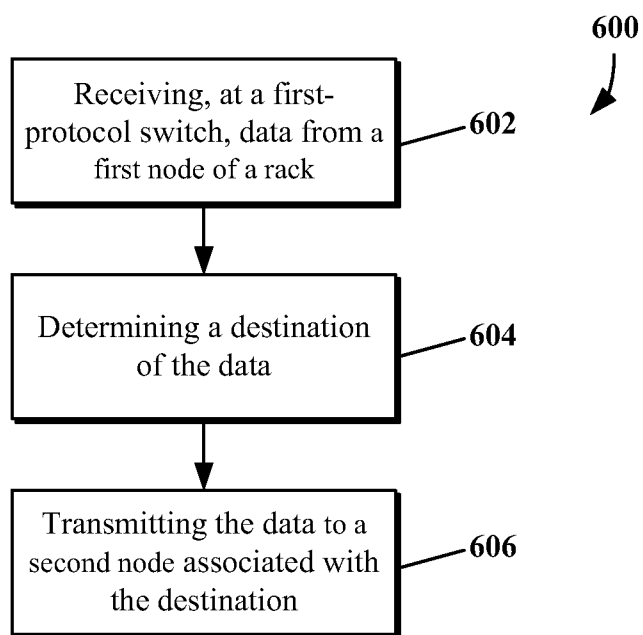 600
Receiving, at a first-
protocol switch, data from a
first node of a rack
602
Determining a destination
of the data
604
Transmitting the data to a
second node associated with
the destination
606